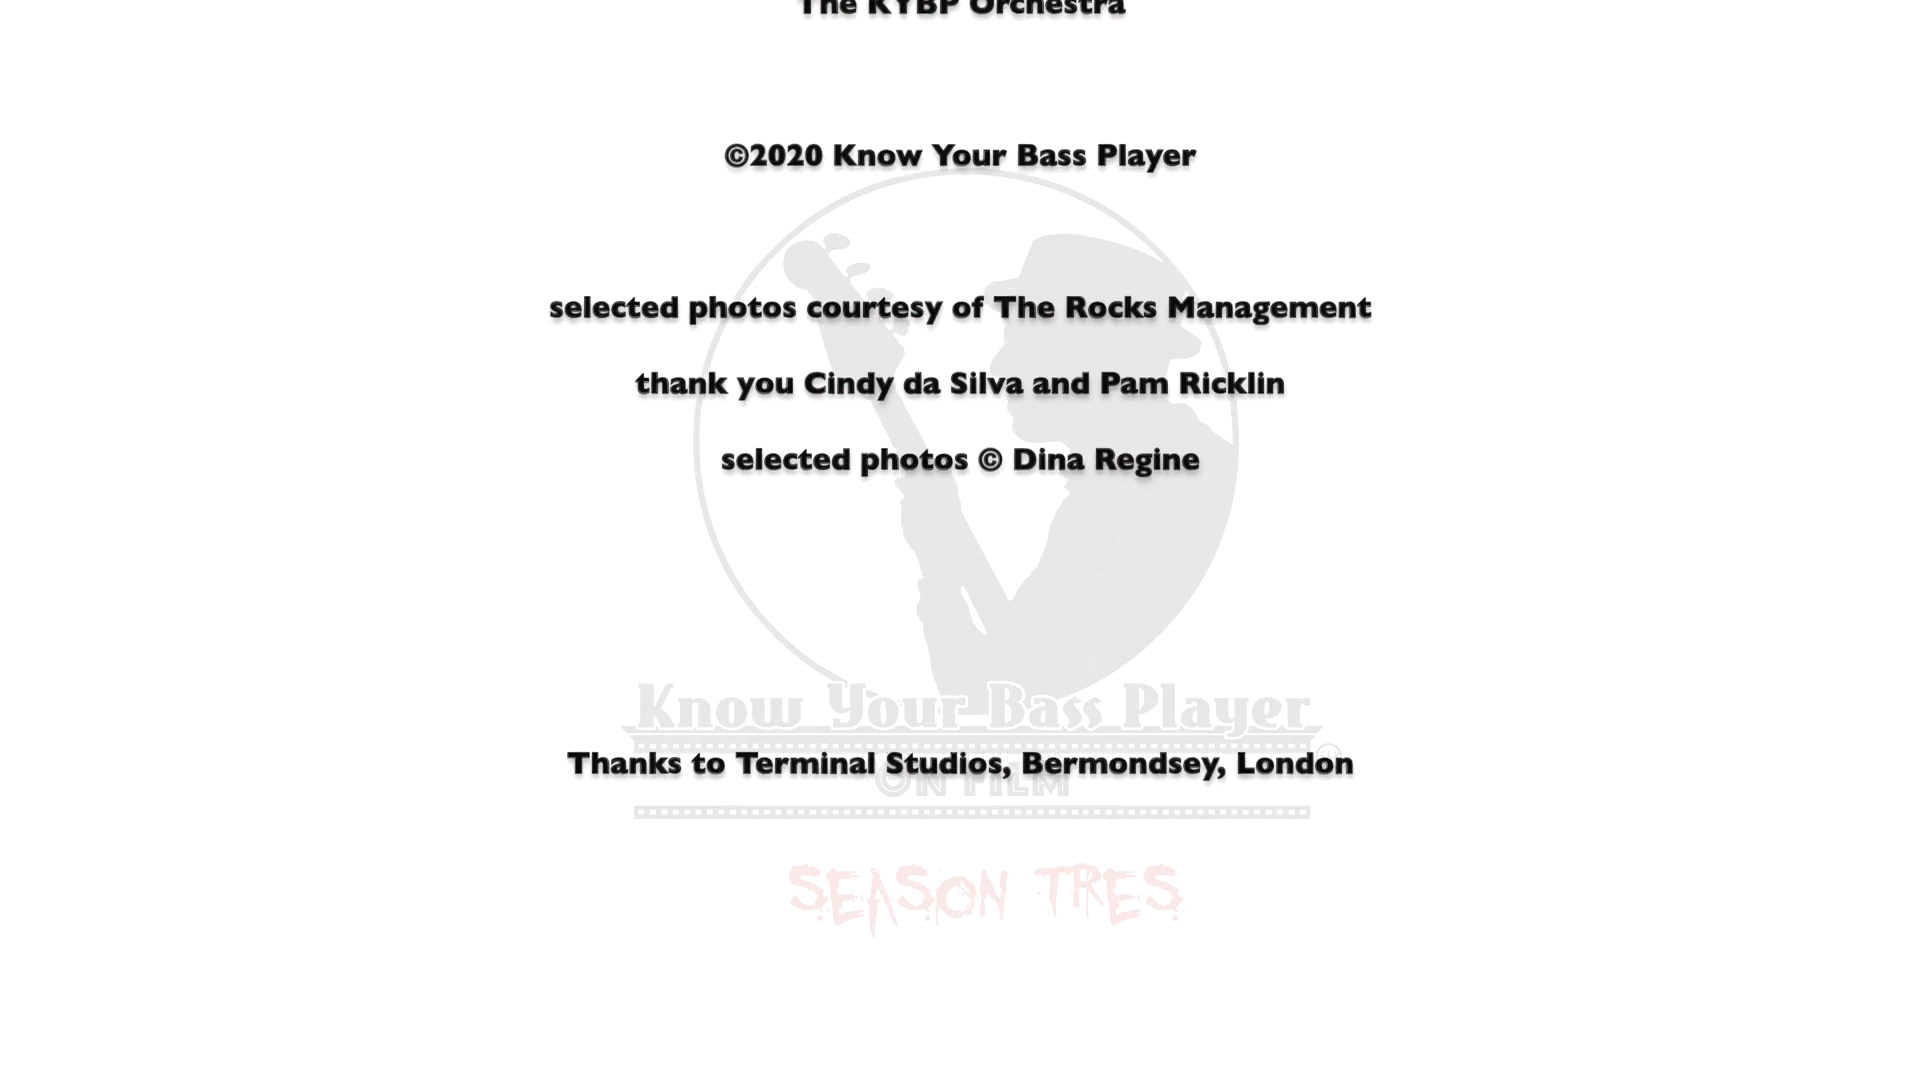 The KYBP Orchestra
©2020 Know Your Bass Player
selected photos courtesy of The Rocks Management
thank you Cindy da Silva and Pam Ricklin
selected photos © Dina Regine
Know Your Bass Player
Thanks to Terminal Studios, Bermondsey, London
ON FILM
SEASON TRES